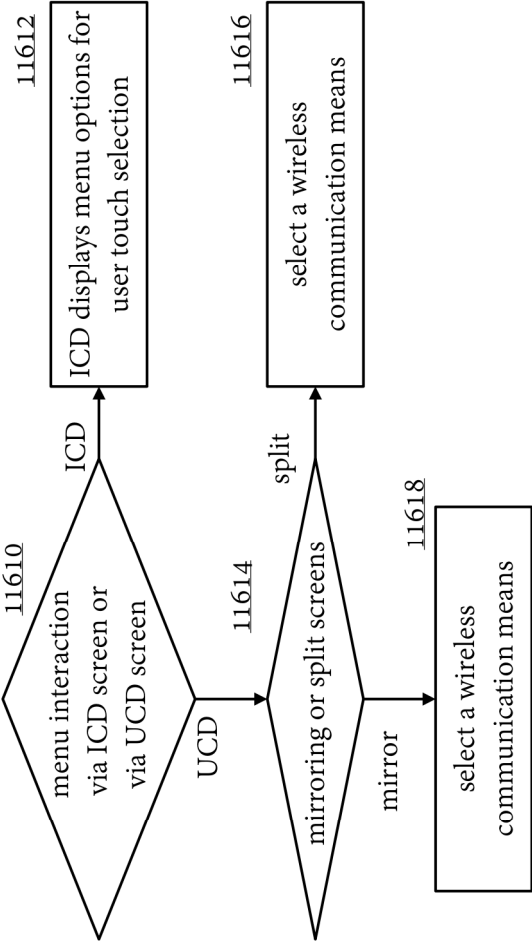 11610
menu interaction
via ICD screen or
via UCD screen
ICD
11612
ICD displays menu options for
user touch selection
UCD
11614
mirroring or split screens
split
11616
select a wireless
communication means
mirror
11618
select a wireless
communication means